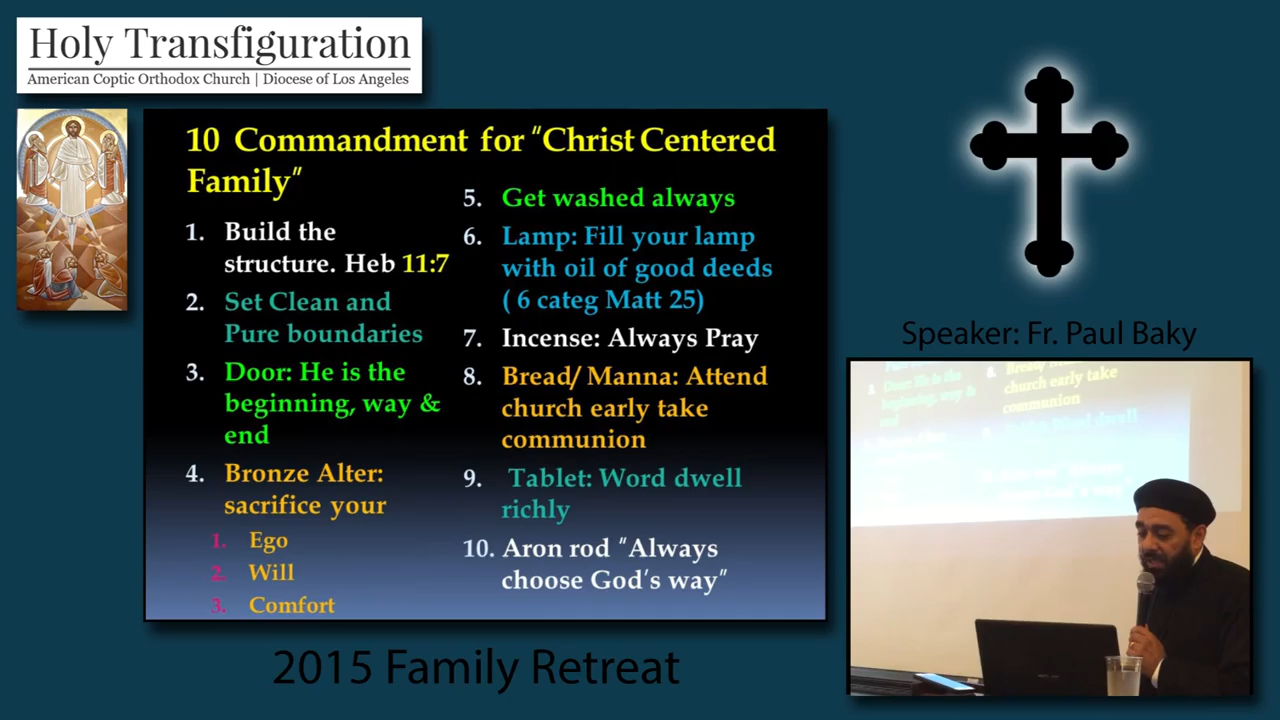 Holy Transfiguration
American Coptic Orthodox Church | Diocese of Los Angeles
10 Commandment for "Christ Centered
Family"
1. Build the
structure. Heb 11:7
2. Set Clean and
Pure boundaries
3. Door: He is the
beginning, way &
end
4. Bronze Alter:
sacrifice your
1. Ego
2. Will
3. Comfort
5. Get washed always
6. Lamp: Fill your lamp
with oil of good deeds
( 6 categ Matt 25)
7. Incense: Always Pray
8. Bread/ Manna: Attend
church early take
communion
9. Tablet: Word dwell
richly
10. Aron rod "Always
choose God's way"
2015 Family Retreat
Speaker: Fr. Paul Baky
church early take
communion